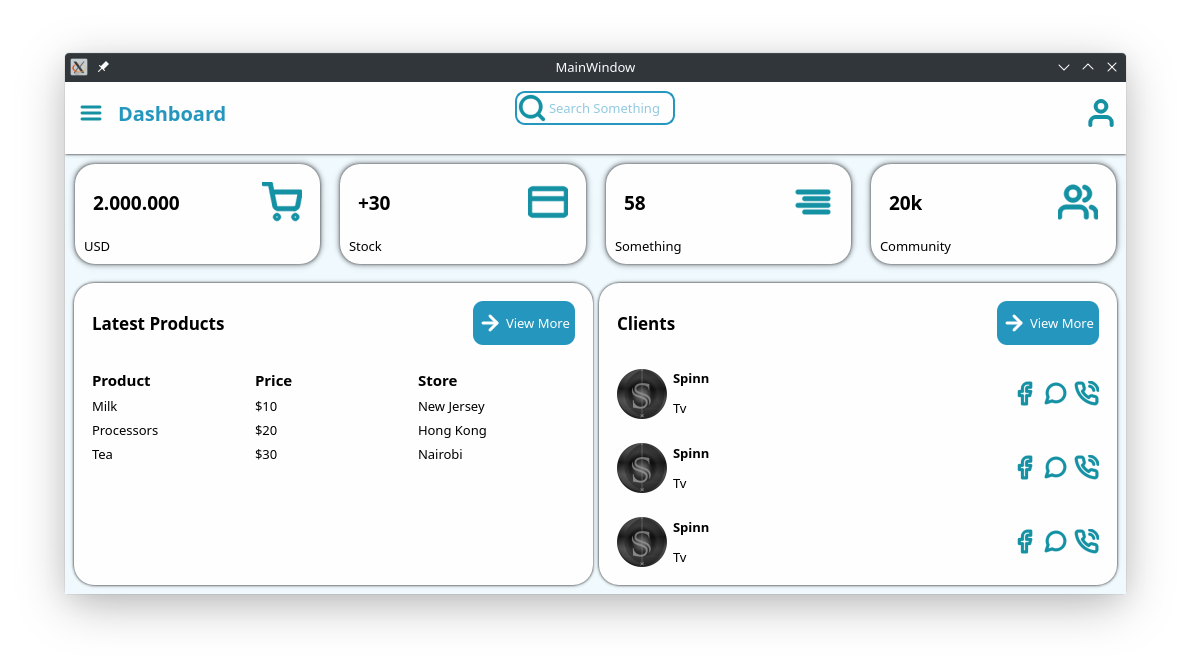 MainWindow
Dashboard
Search Something
2.000.000
USD
+30
Stock
58
Something
20k
Community
Latest Products
View More
Product Price Store
Milk $10 New Jersey
Processors $20 Hong Kong
Tea $30 Nairobi
Clients
View More
S
Spinn
Tv
S
Spinn
Tv
S
Spinn
Tv